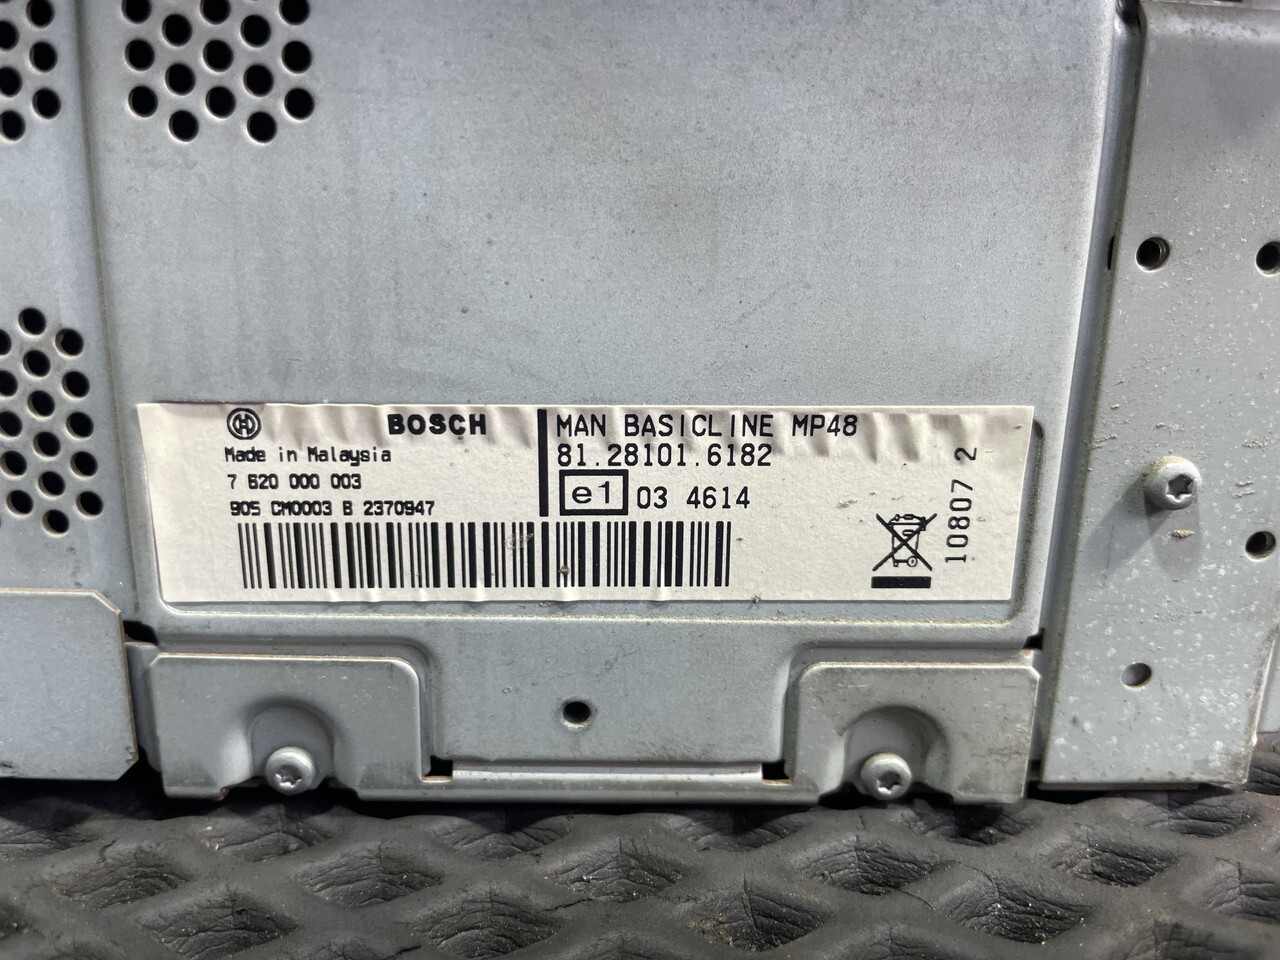 BOSCH
Made in Malaysia
7 620 000 003
905 CM0003 B 2370947
MAN BASICLINE MP48
81.28101.6182
e1 03 4614
10807 2